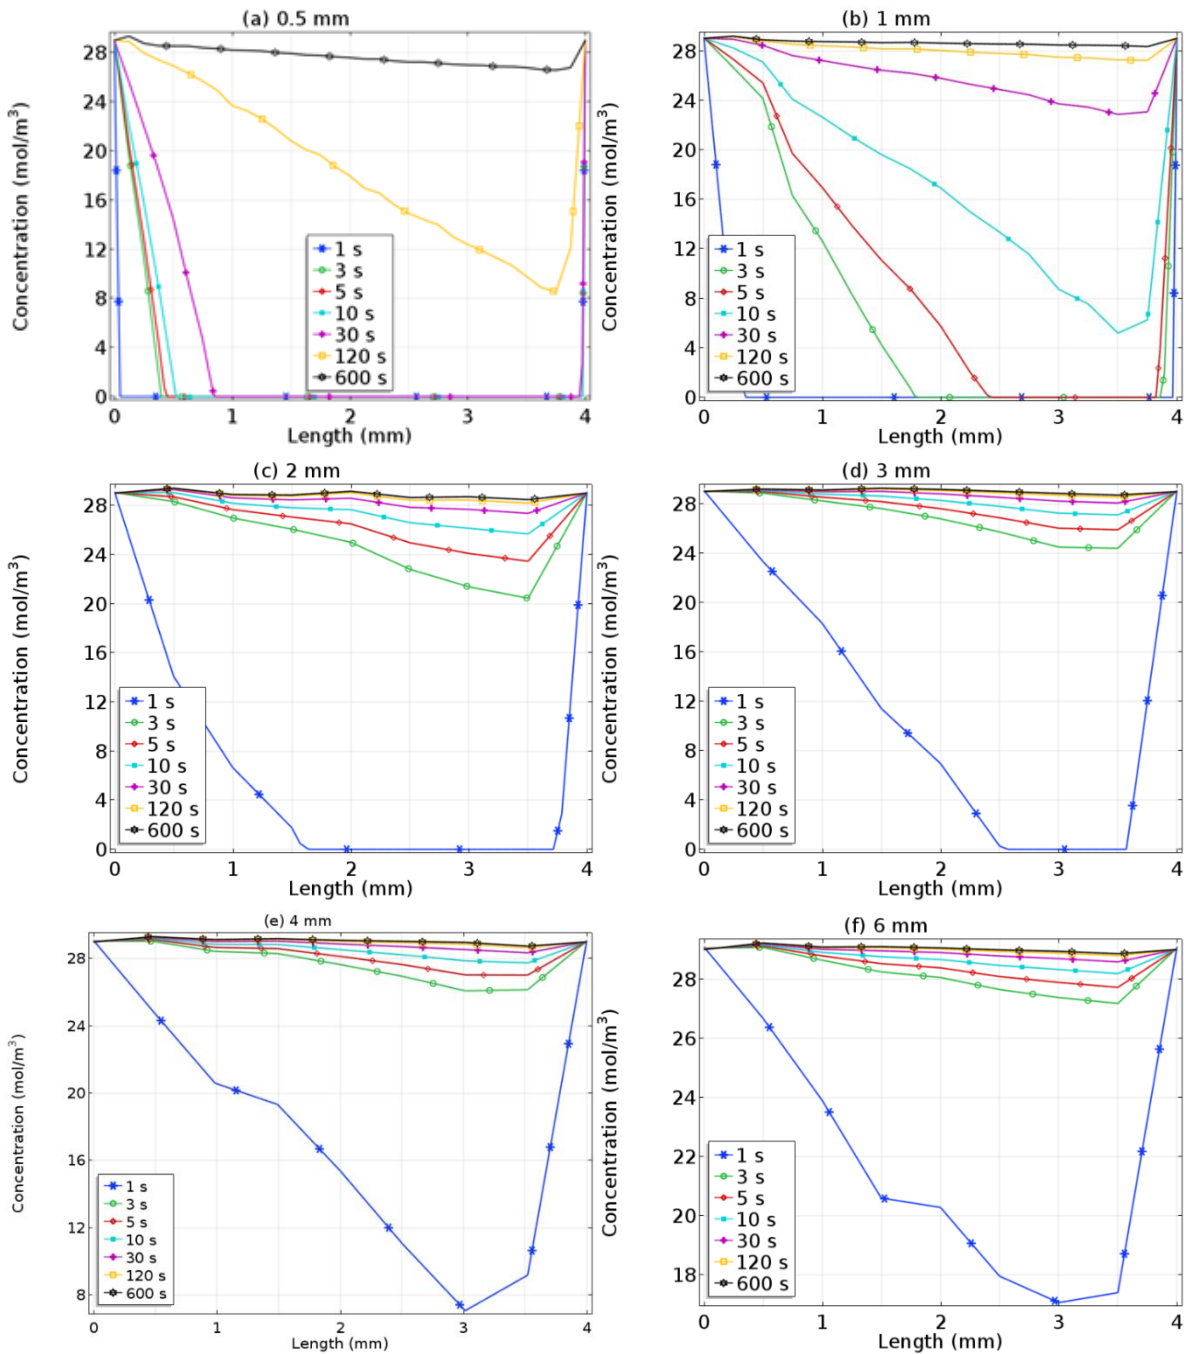 (a) 0.5 mm
Concentration (mol/m³)
28
24
20
16
12
8
4
0
1 s
3 s
5 s
10 s
30 s
120 s
600 s
0 1 2 3 4
Length (mm)
(b) 1 mm
Concentration (mol/m³)
28
24
20
16
12
8
4
0
1 s
3 s
5 s
10 s
30 s
120 s
600 s
0 1 2 3 4
Length (mm)
(c) 2 mm
Concentration (mol/m³)
28
24
20
16
12
8
4
0
1 s
3 s
5 s
10 s
30 s
120 s
600 s
0 1 2 3 4
Length (mm)
(d) 3 mm
Concentration (mol/m³)
28
24
20
16
12
8
4
0
1 s
3 s
5 s
10 s
30 s
120 s
600 s
0 1 2 3 4
Length (mm)
(e) 4 mm
Concentration (mol/m³)
28
24
20
16
12
8
1 s
3 s
5 s
10 s
30 s
120 s
600 s
0 1 2 3 4
Length (mm)
(f) 6 mm
Concentration (mol/m³)
28
26
24
22
20
18
1 s
3 s
5 s
10 s
30 s
120 s
600 s
0 1 2 3 4
Length (mm)